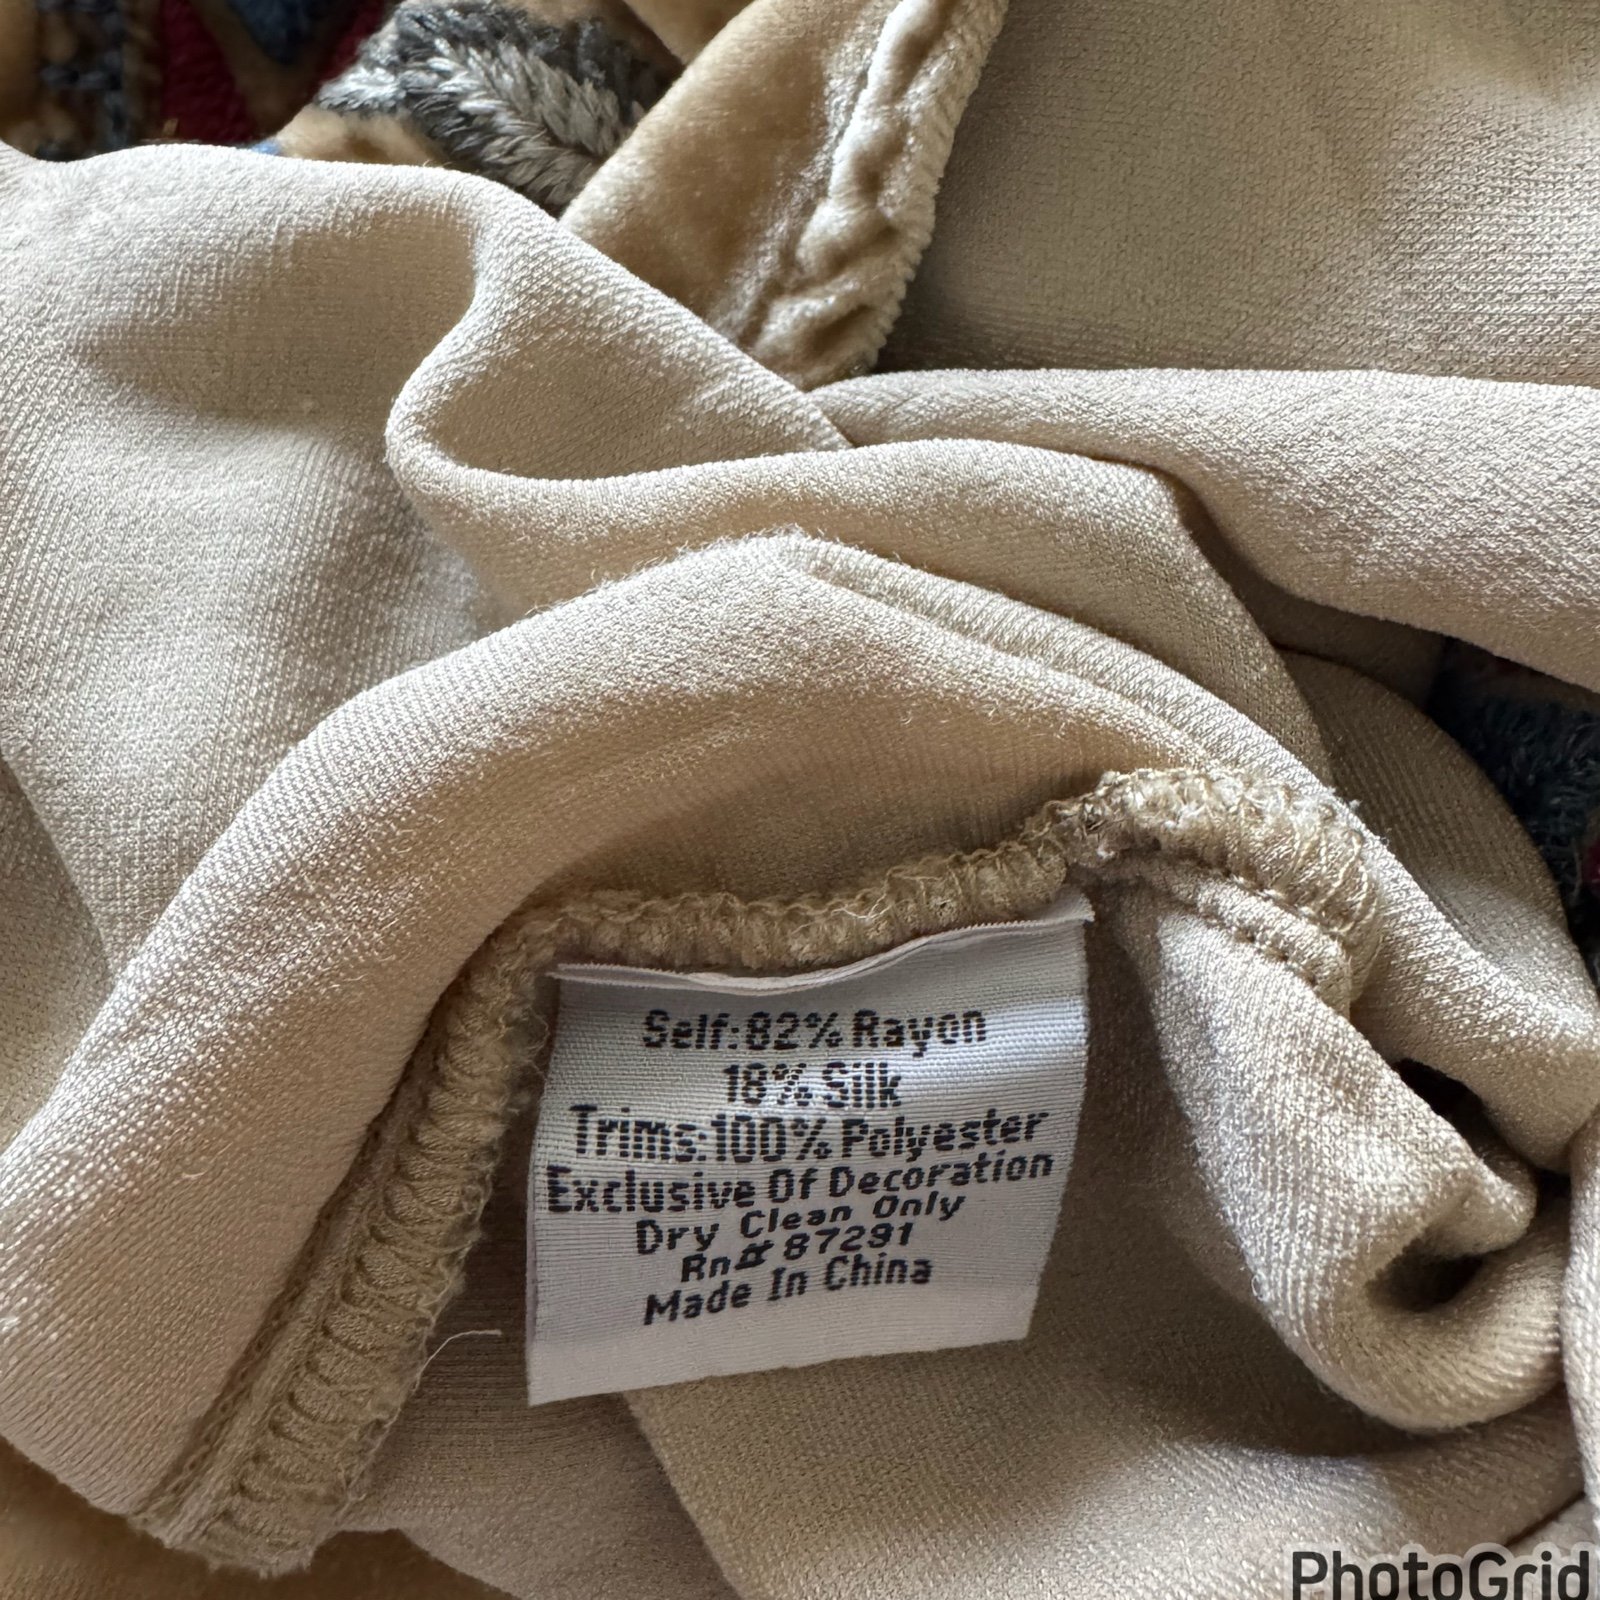 Self:82% Rayon
18% Silk
Trims:100% Polyester
Exclusive Of Decoration
Dry Clean Only
Rn# 87291
Made In China
PhotoGrid